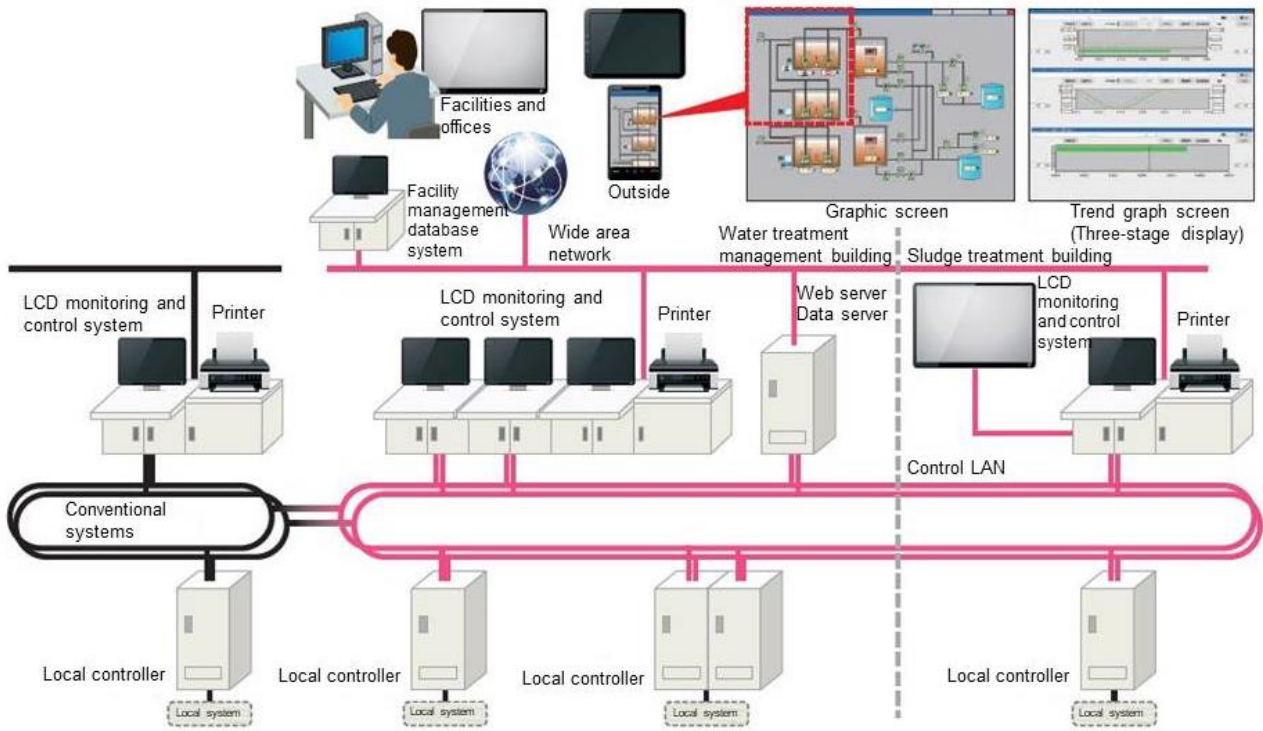 Facilities and
offices
Outside
Graphic screen
Trend graph screen
(Three-stage display)
Facility
management
database
system
Wide area
network
Water treatment
management building
Sludge treatment building
LCD monitoring and
control system
Printer
LCD monitoring and
control system
Printer
Web server
Data server
LCD
monitoring
and control
system
Printer
Control LAN
Conventional
systems
Local controller
Local controller
Local controller
Local controller
Local system
Local system
Local system
Local system